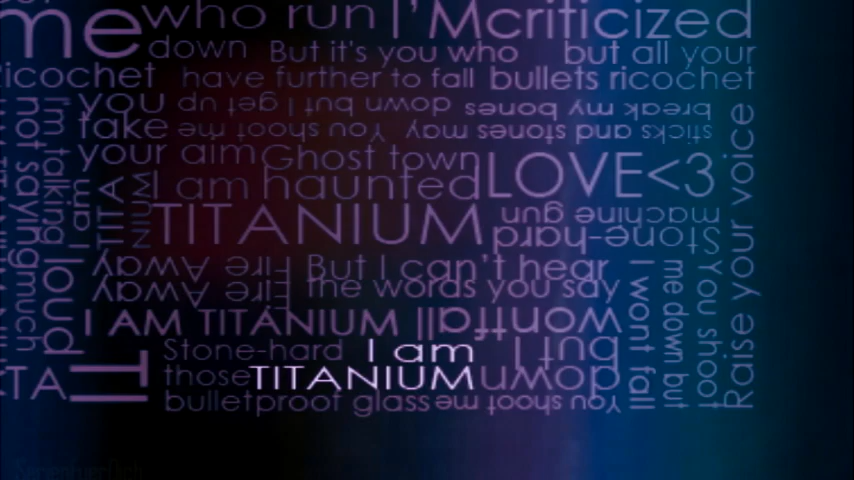 me who run I'M criticized
down But it's you who but all your
ricochet have further to fall bullets ricochet
you down but I get up break my bones
take You shoot me sticks and stones may
your aim Ghost town
I am haunted LOVE<3
TITANIUM machine gun
Stone-hard
Fire Away But I can't hear
Fire Away the words you say
I AM TITANIUM I wont fall
Stone-hard I am but I
those TITANIUM down
bulletproof glass You shoot me
I'm talking loud
not saying much
I am
TITA
NIUM
TI
TA
I wont fall
me down but
You shoot
Raise your voice